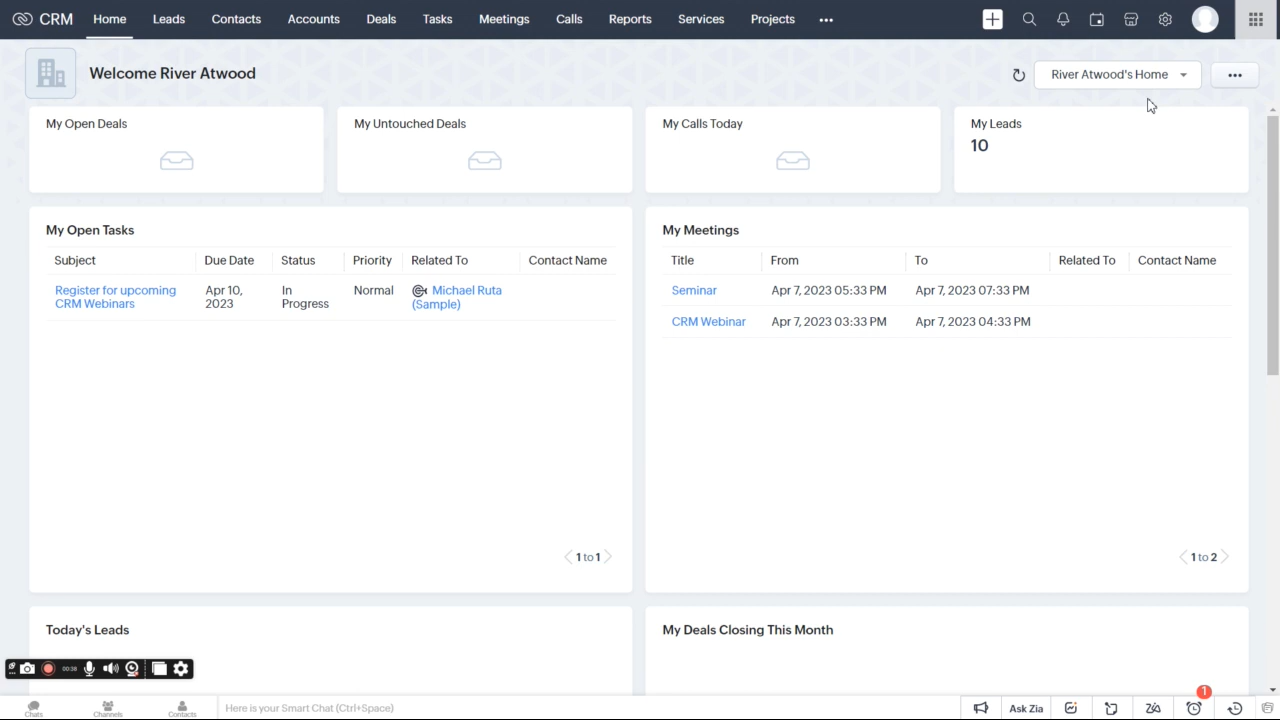 CRM Home Leads Contacts Accounts Deals Tasks Meetings Calls Reports Services Projects
Welcome River Atwood
River Atwood's Home
My Open Deals
My Untouched Deals
My Calls Today
My Leads
10
My Open Tasks
Subject Due Date Status Priority Related To Contact Name
Register for upcoming Apr 10, In Normal Michael Ruta
CRM Webinars 2023 Progress (Sample)
1 to 1
My Meetings
Title From To Related To Contact Name
Seminar Apr 7, 2023 05:33 PM Apr 7, 2023 07:33 PM
CRM Webinar Apr 7, 2023 03:33 PM Apr 7, 2023 04:33 PM
1 to 2
Today's Leads
My Deals Closing This Month
00:38
Chats Channels Contacts Here is your Smart Chat (Ctrl+Space) Ask Zia
1